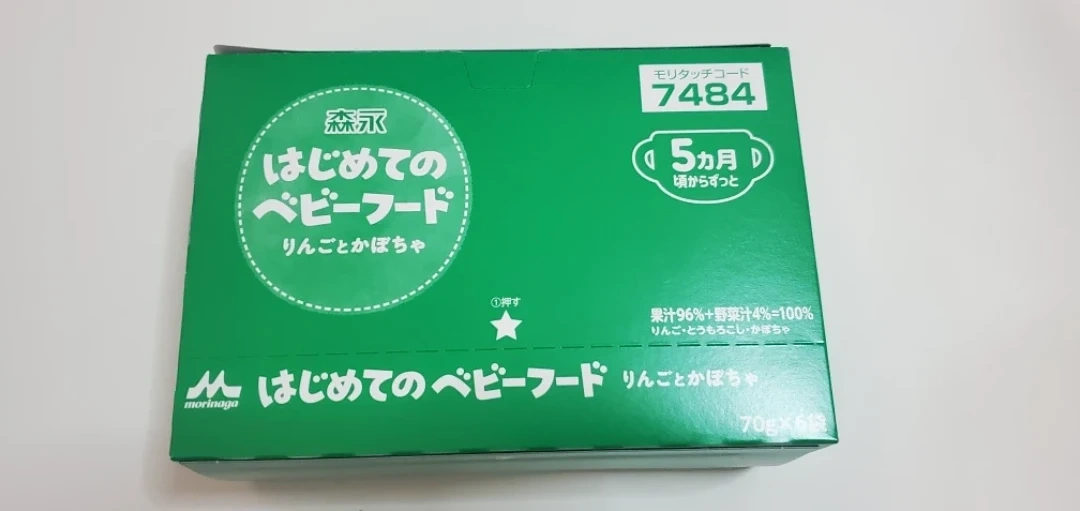 モリタッチコード
7484
森永
はじめての
ベビーフード
りんごとかぼちゃ
5カ月
頃からずっと
①押す
果汁96%+野菜汁4%=100%
りんご・とうもろこし・かぼちゃ
morinaga
はじめてのベビーフード りんごとかぼちゃ
70g×6袋